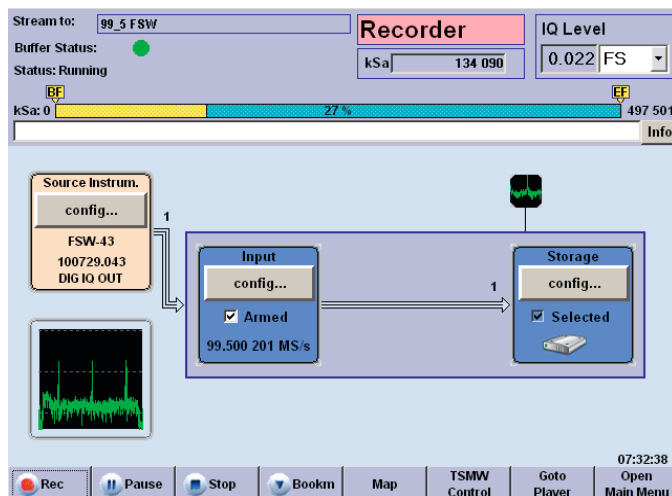 Stream to: 99_5 FSW
Recorder
IQ Level
Buffer Status:
kSa 134 090
0.022 FS
Status: Running
BF EF
kSa: 0 27 % 497 501
Info
Source Instrum.
config...
1
FSW-43
100729.043
DIG IQ OUT
Input
config...
Armed
99.500 201 MS/s
1
Storage
config...
Selected
07:32:38
Rec Pause Stop Bookm Map TSMW Control Goto Player Open Main Menu